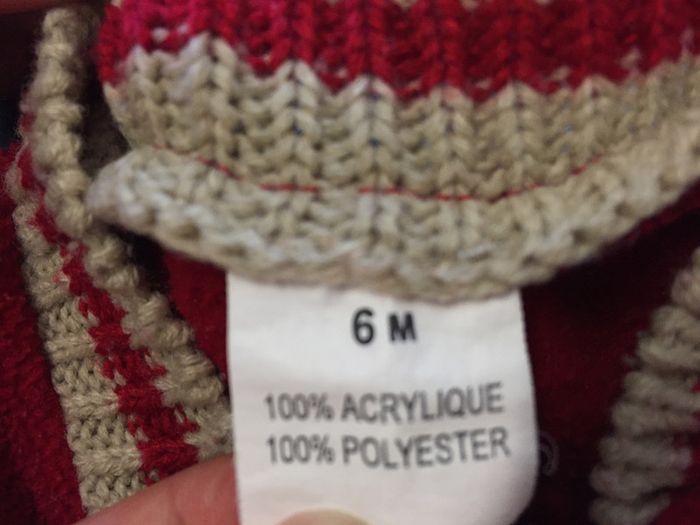 6 M
100% ACRYLIQUE
100% POLYESTER